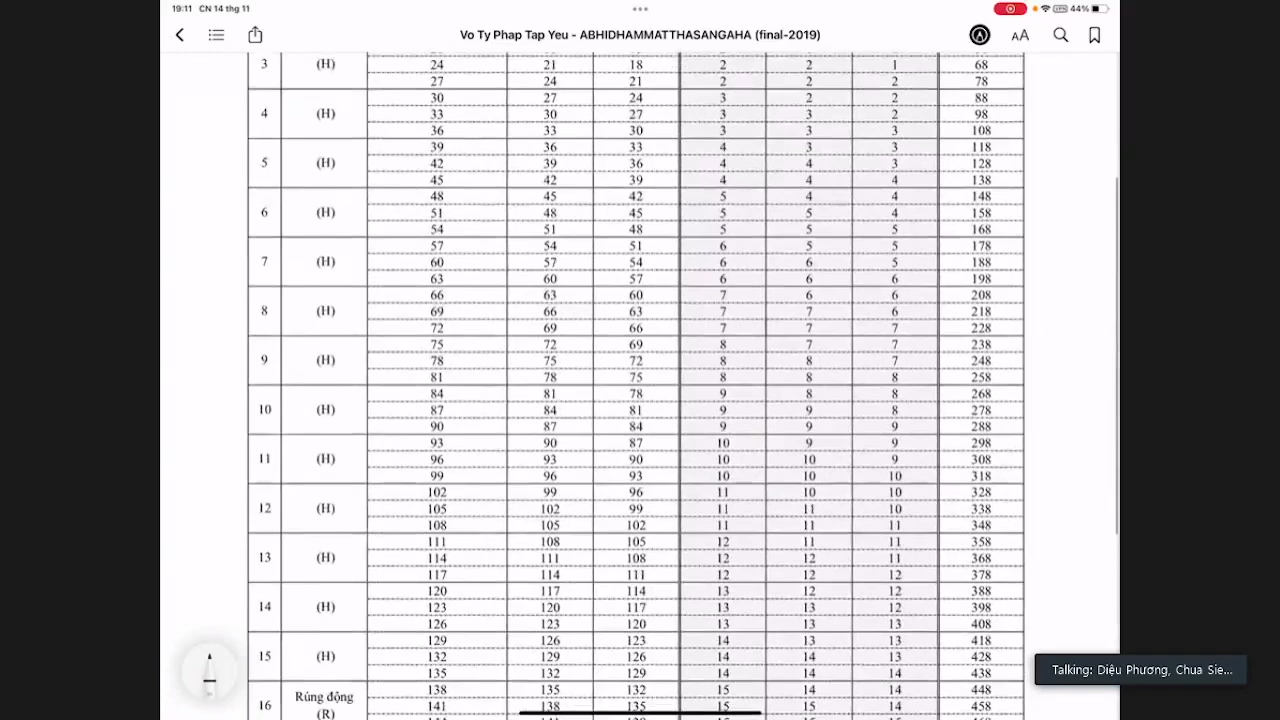 19:11 CN 14 thg 11
44%
Vo Ty Phap Tap Yeu - ABHIDHAMMATTHASANGAHA (final-2019)
AA
3 (H) 24 21 18 2 2 1 68
27 24 21 2 2 2 78
30 27 24 3 2 2 88
4 (H) 33 30 27 3 3 2 98
36 33 30 3 3 3 108
39 36 33 4 3 3 118
5 (H) 42 39 36 4 4 3 128
45 42 39 4 4 4 138
48 45 42 5 4 4 148
6 (H) 51 48 45 5 5 4 158
54 51 48 5 5 5 168
57 54 51 6 5 5 178
7 (H) 60 57 54 6 6 5 188
63 60 57 6 6 6 198
66 63 60 7 6 6 208
8 (H) 69 66 63 7 7 6 218
72 69 66 7 7 7 228
75 72 69 8 7 7 238
9 (H) 78 75 72 8 8 7 248
81 78 75 8 8 8 258
84 81 78 9 8 8 268
10 (H) 87 84 81 9 9 8 278
90 87 84 9 9 9 288
93 90 87 10 9 9 298
11 (H) 96 93 90 10 10 9 308
99 96 93 10 10 10 318
102 99 96 11 10 10 328
12 (H) 105 102 99 11 11 10 338
108 105 102 11 11 11 348
111 108 105 12 11 11 358
13 (H) 114 111 108 12 12 11 368
117 114 111 12 12 12 378
120 117 114 13 12 12 388
14 (H) 123 120 117 13 13 12 398
126 123 120 13 13 13 408
129 126 123 14 13 13 418
15 (H) 132 129 126 14 14 13 428
135 132 129 14 14 14 438
138 135 132 15 14 14 448
16 Rúng động (R) 141 138 135 15 15 14 458
Talking: Diệu Phương, Chua Sie...